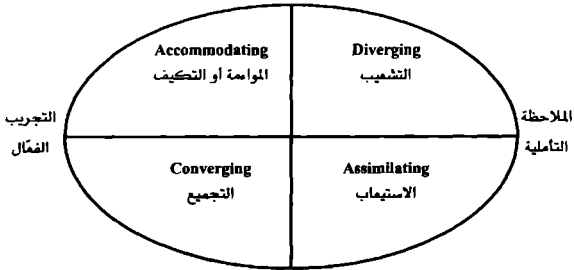 Accommodating
المواءمة أو التكيف
Diverging
التشعيب
التجريب
الفعّال
الملاحظة
التأملية
Converging
التجميع
Assimilating
الاستيعاب